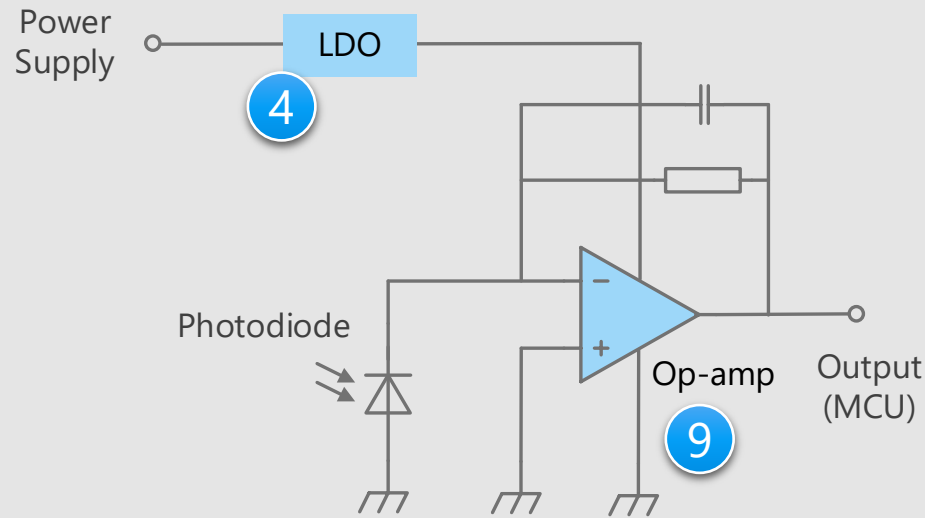 Power
Supply
LDO
4
Photodiode
−
+
Op-amp
9
Output
(MCU)